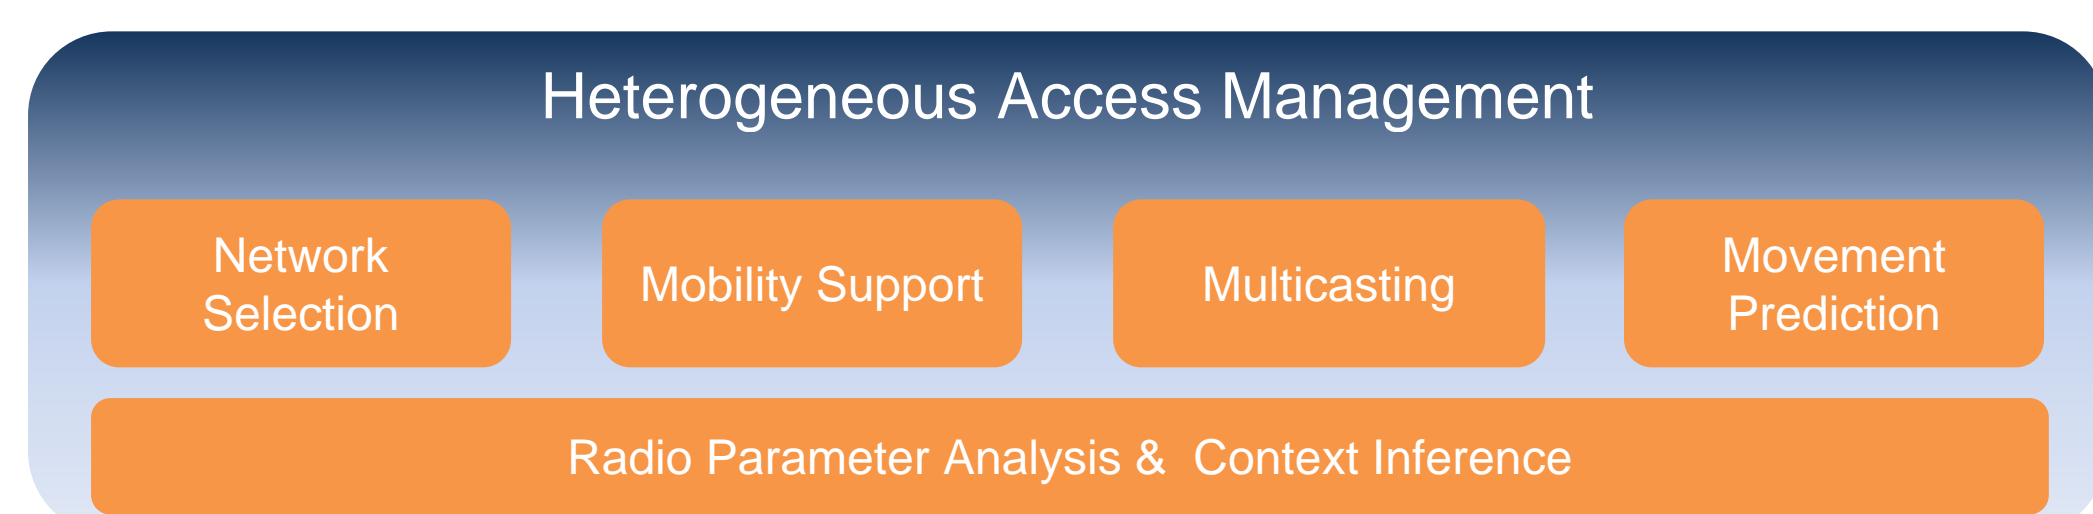 Heterogeneous Access Management
Network
Selection
Mobility Support
Multicasting
Movement
Prediction
Radio Parameter Analysis &  Context Inference